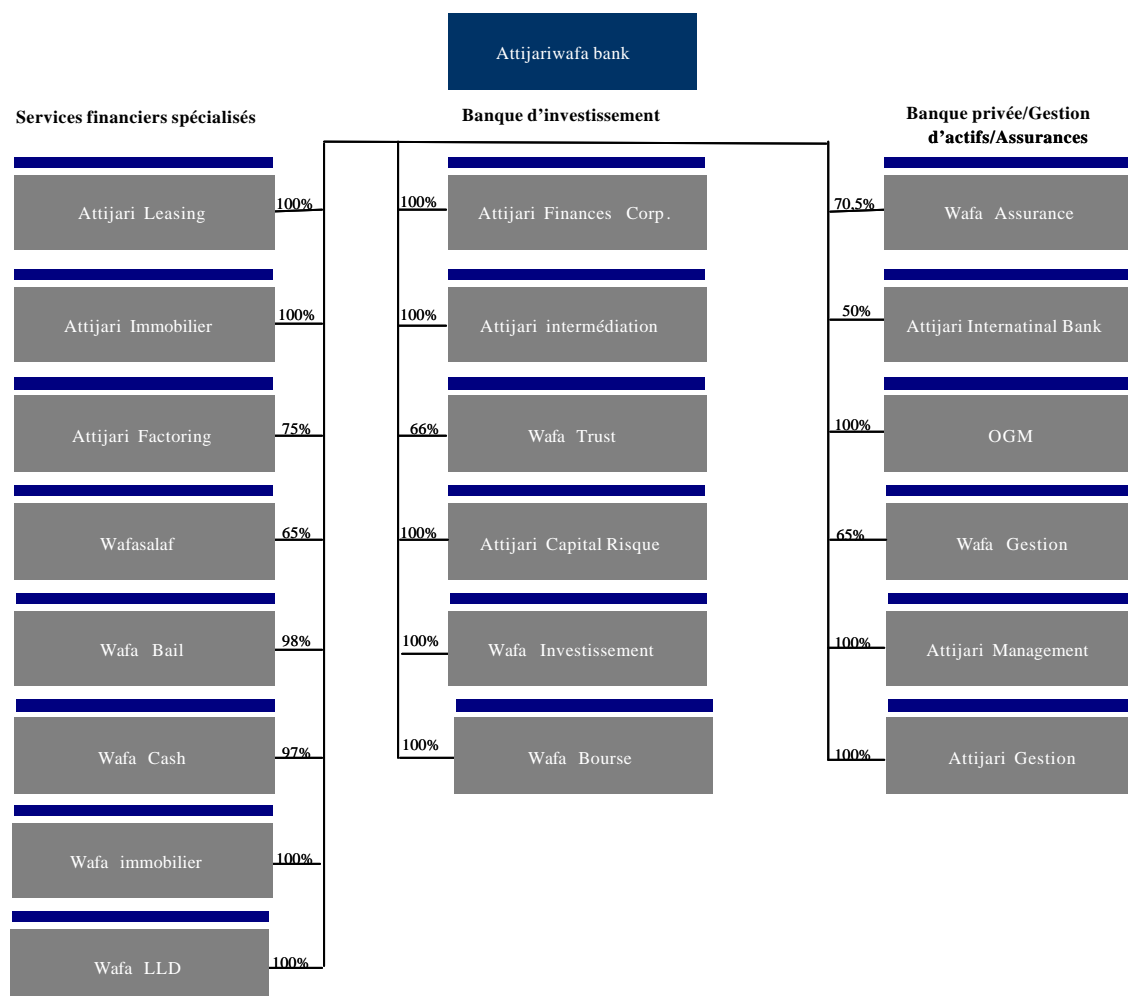 Attijariwafa bank
Services financiers spécialisés
Banque d'investissement
Banque privée/Gestion
d'actifs/Assurances
Attijari Leasing
100%
100%
Attijari Finances Corp.
70,5%
Wafa Assurance
Attijari Immobilier
100%
100%
Attijari intermédiation
50%
Attijari Internatinal Bank
Attijari Factoring
75%
66%
Wafa Trust
100%
OGM
Wafasalaf
65%
100%
Attijari Capital Risque
65%
Wafa Gestion
Wafa Bail
98%
100%
Wafa Investissement
100%
Attijari Management
Wafa Cash
97%
100%
Wafa Bourse
100%
Attijari Gestion
Wafa immobilier
100%
Wafa LLD
100%